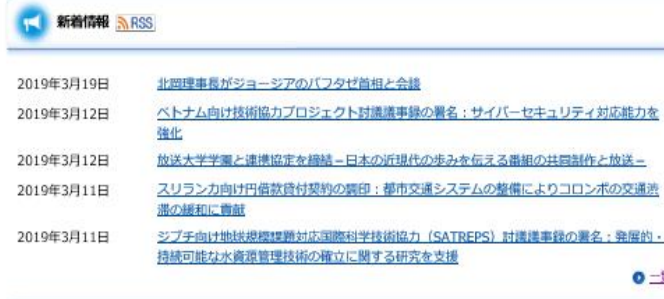 新着情報 RSS
2019年3月19日 北岡理事長がジョージアのバフタゼ首相と会談
2019年3月12日 ベトナム向け技術協力プロジェクト討議議事録の署名：サイバーセキュリティ対応能力を
強化
2019年3月12日 放送大学学園と連携協定を締結－日本の近現代の歩みを伝える番組の共同制作と放送－
2019年3月11日 スリランカ向け円借款貸付契約の調印：都市交通システムの整備によりコロンボの交通渋
滞の緩和に貢献
2019年3月11日 ジブチ向け地球規模課題対応国際科学技術協力（SATREPS）討議議事録の署名：発展的・
持続可能な水資源管理技術の確立に関する研究を支援
一